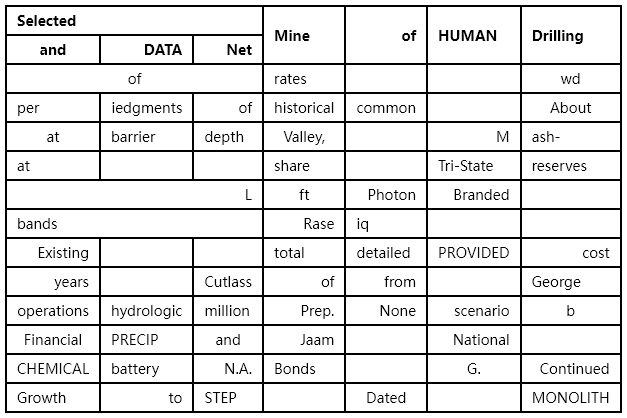 Selected Mine of HUMAN Drilling
and DATA Net
of rates wd
per iedgments of historical common About
at barrier depth Valley, M ash-
at share Tri-State reserves
L ft Photon Branded
bands Rase iq
Existing total detailed PROVIDED cost
years Cutlass of from George
operations hydrologic million Prep. None scenario b
Financial PRECIP and Jaam National
CHEMICAL battery N.A. Bonds G. Continued
Growth to STEP Dated MONOLITH